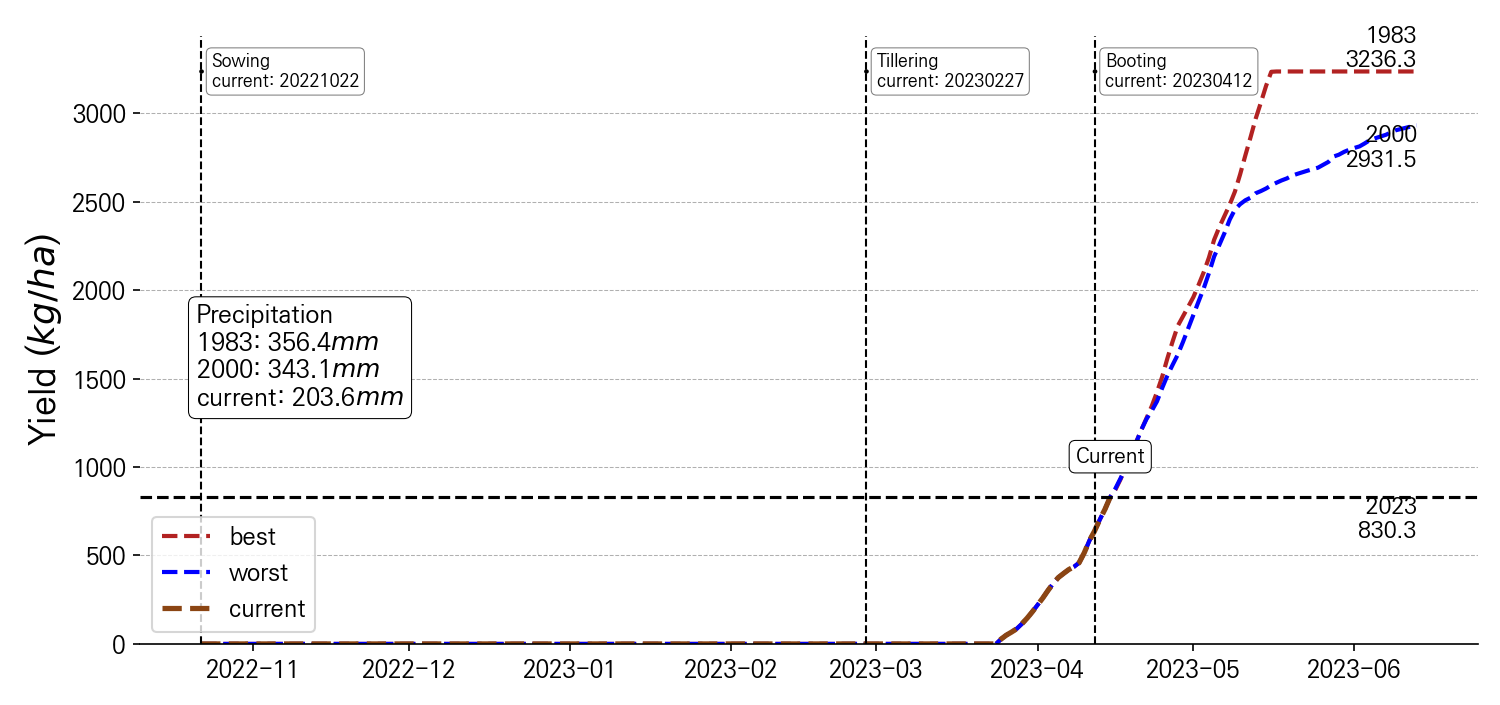 Sowing
current: 20221022
Tillering
current: 20230227
Booting
current: 20230412
1983
3236.3
2000
2931.5
Yield (kg/ha)
3000
2500
2000
1500
1000
500
0
Precipitation
1983: 356.4mm
2000: 343.1mm
current: 203.6mm
Current
2023
830.3
best
worst
current
2022-11
2022-12
2023-01
2023-02
2023-03
2023-04
2023-05
2023-06